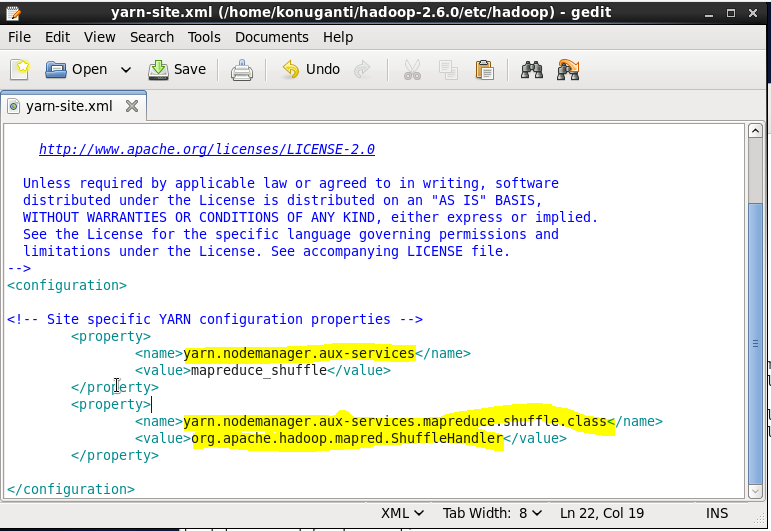 yarn-site.xml (/home/konuganti/hadoop-2.6.0/etc/hadoop) - gedit
File Edit View Search Tools Documents Help
Open Save Undo
yarn-site.xml
http://www.apache.org/licenses/LICENSE-2.0
Unless required by applicable law or agreed to in writing, software
distributed under the License is distributed on an "AS IS" BASIS,
WITHOUT WARRANTIES OR CONDITIONS OF ANY KIND, either express or implied.
See the License for the specific language governing permissions and
limitations under the License. See accompanying LICENSE file.
-->
<configuration>
<!-- Site specific YARN configuration properties -->
<property>
<name>yarn.nodemanager.aux-services</name>
<value>mapreduce_shuffle</value>
</property>
<property>
<name>yarn.nodemanager.aux-services.mapreduce.shuffle.class</name>
<value>org.apache.hadoop.mapred.ShuffleHandler</value>
</property>
</configuration>
XML Tab Width: 8 Ln 22, Col 19 INS